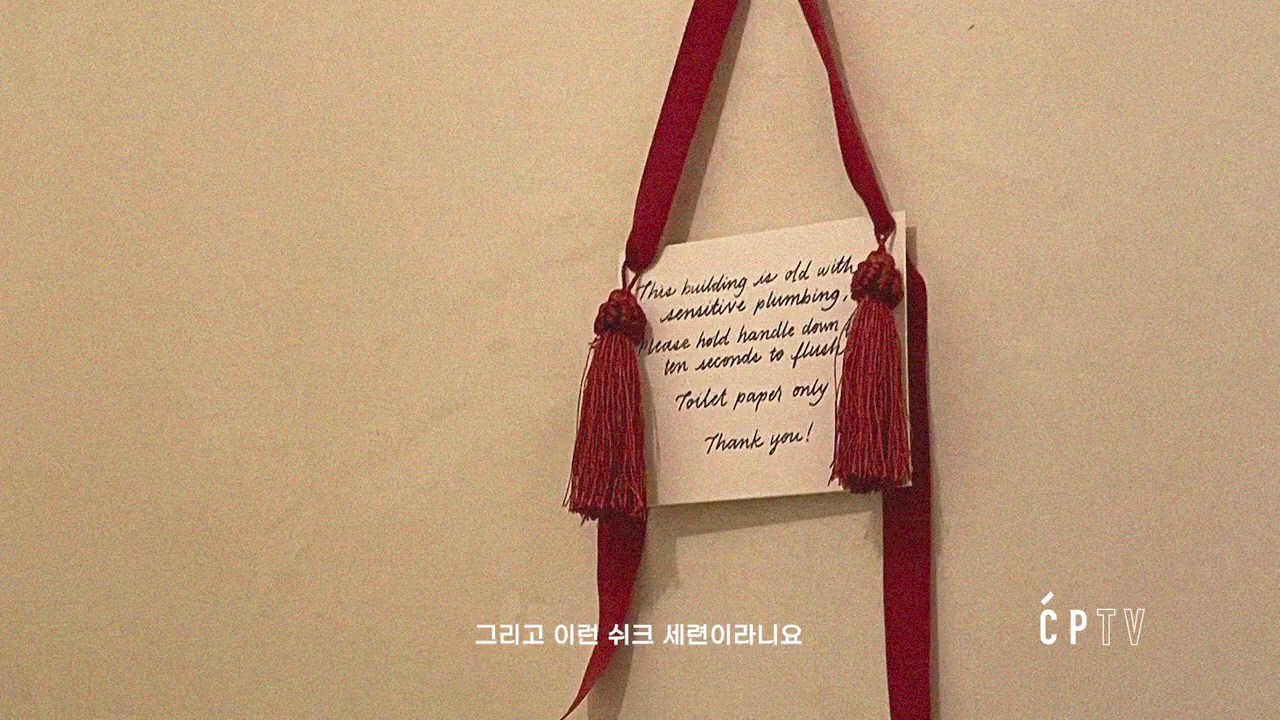 This building is old with
sensitive plumbing,
Please hold handle down
ten seconds to flush
Toilet paper only
Thank you!
그리고 이런 쉬크 세련이라니요
ĆPTV